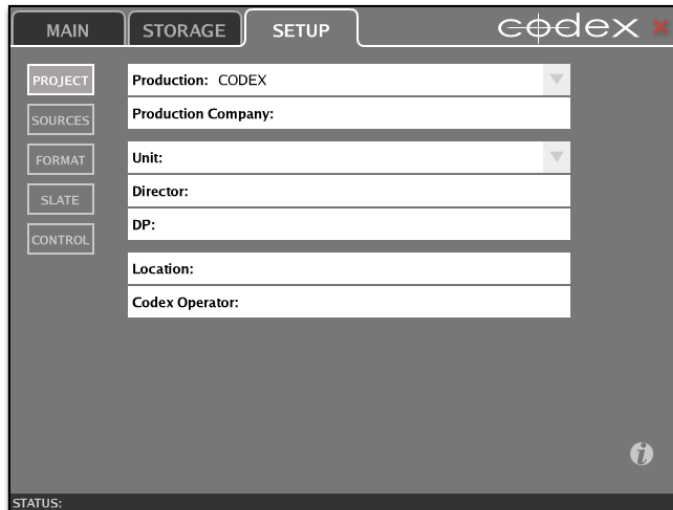 MAIN STORAGE SETUP codex
PROJECT
Production: CODEX
Production Company:
SOURCES
FORMAT
Unit:
Director:
SLATE
DP:
CONTROL
Location:
Codex Operator:
i
STATUS: